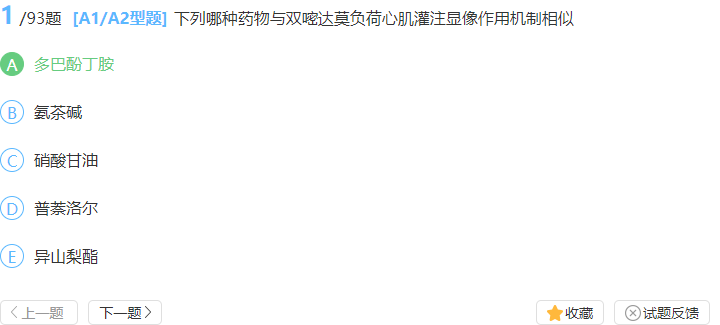 1 /93题 [A1/A2型题] 下列哪种药物与双嘧达莫负荷心肌灌注显像作用机制相似
A 多巴酚丁胺
B 氨茶碱
C 硝酸甘油
D 普萘洛尔
E 异山梨酯
上一题 下一题 收藏 试题反馈